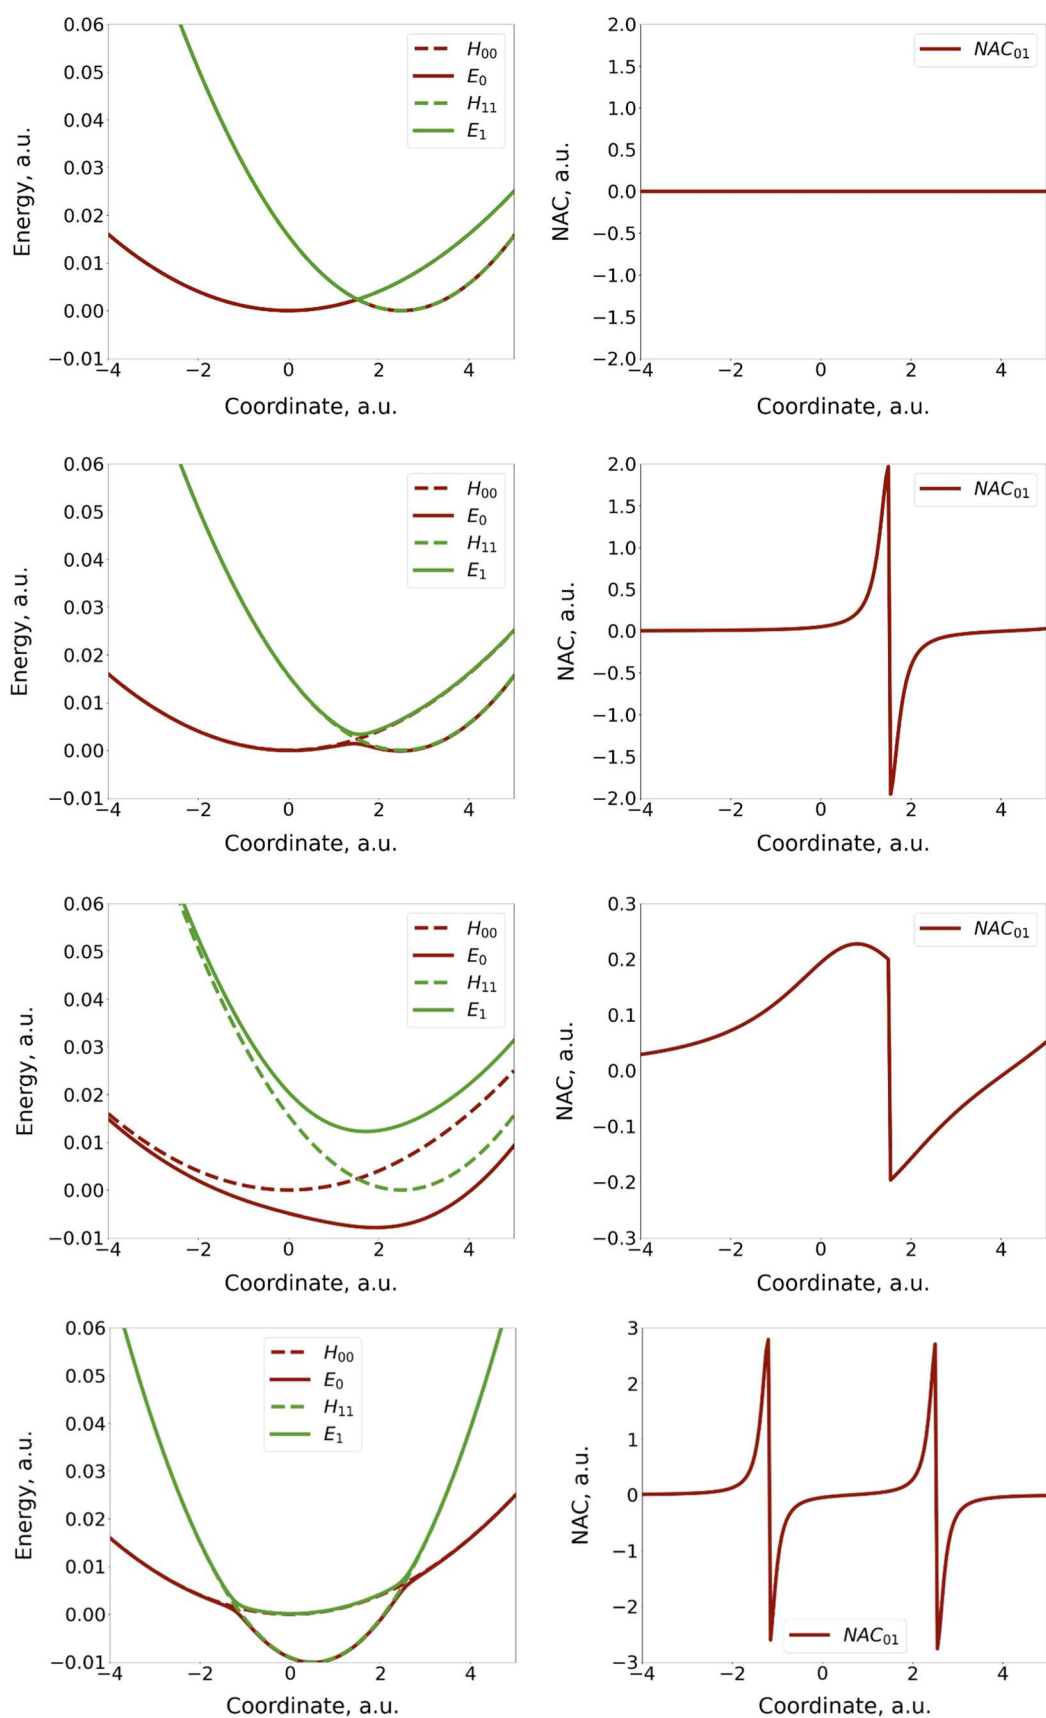 0.06
0.05
0.04
0.03
0.02
0.01
0.00
−0.01
Energy, a.u.
−4 −2 0 2 4
Coordinate, a.u.
H00
E0
H11
E1
2.0
1.5
1.0
0.5
0.0
−0.5
−1.0
−1.5
−2.0
NAC, a.u.
−4 −2 0 2 4
Coordinate, a.u.
NAC01
0.06
0.05
0.04
0.03
0.02
0.01
0.00
−0.01
Energy, a.u.
−4 −2 0 2 4
Coordinate, a.u.
H00
E0
H11
E1
2.0
1.5
1.0
0.5
0.0
−0.5
−1.0
−1.5
−2.0
NAC, a.u.
−4 −2 0 2 4
Coordinate, a.u.
NAC01
0.06
0.05
0.04
0.03
0.02
0.01
0.00
−0.01
Energy, a.u.
−4 −2 0 2 4
Coordinate, a.u.
H00
E0
H11
E1
0.3
0.2
0.1
0.0
−0.1
−0.2
−0.3
NAC, a.u.
−4 −2 0 2 4
Coordinate, a.u.
NAC01
0.06
0.05
0.04
0.03
0.02
0.01
0.00
−0.01
Energy, a.u.
−4 −2 0 2 4
Coordinate, a.u.
H00
E0
H11
E1
3
2
1
0
−1
−2
−3
NAC, a.u.
−4 −2 0 2 4
Coordinate, a.u.
NAC01